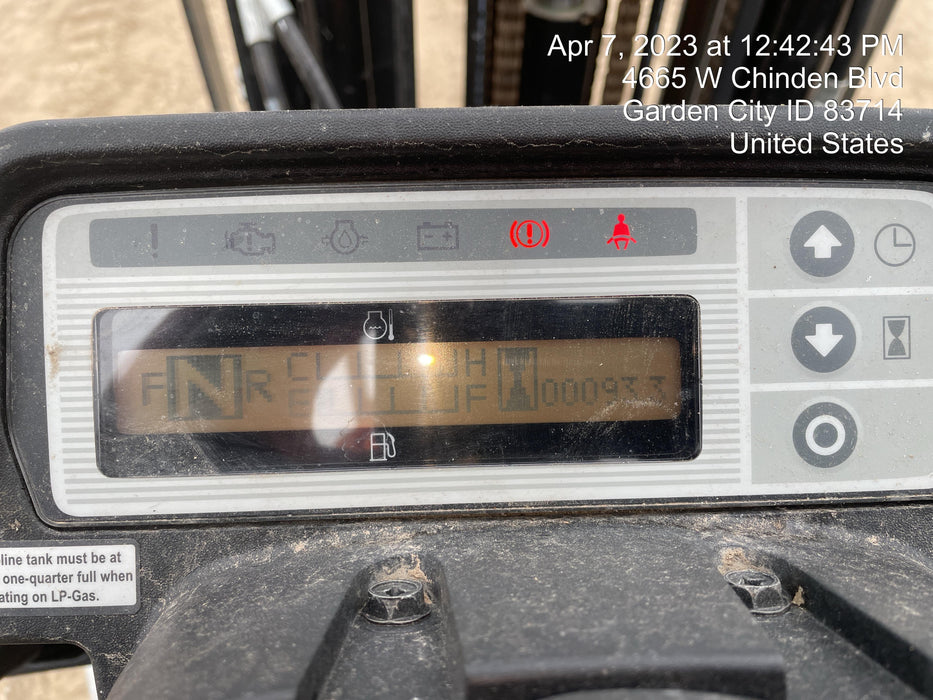 Apr 7, 2023 at 12:42:43 PM
4665 W Chinden Blvd
Garden City ID 83714
United States
F N R
C H
E F
line tank must be at
one-quarter full when
ating on LP-Gas.